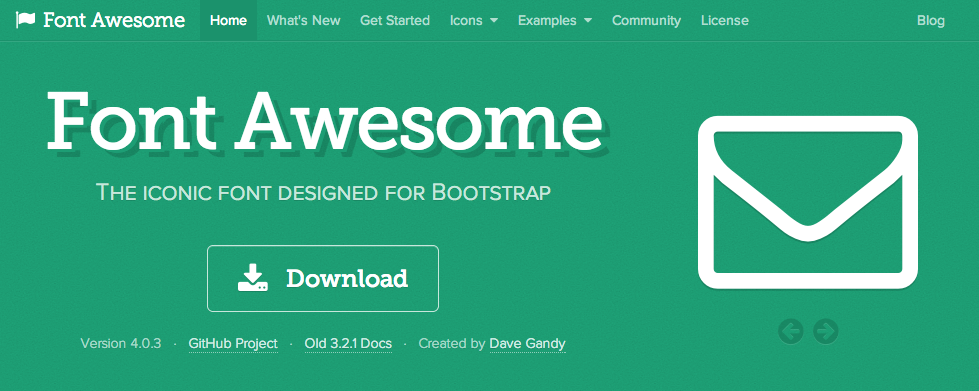 Font Awesome Home What's New Get Started Icons Examples Community License Blog
Font Awesome
The iconic font designed for Bootstrap
Download
Version 4.0.3 · GitHub Project · Old 3.2.1 Docs · Created by Dave Gandy